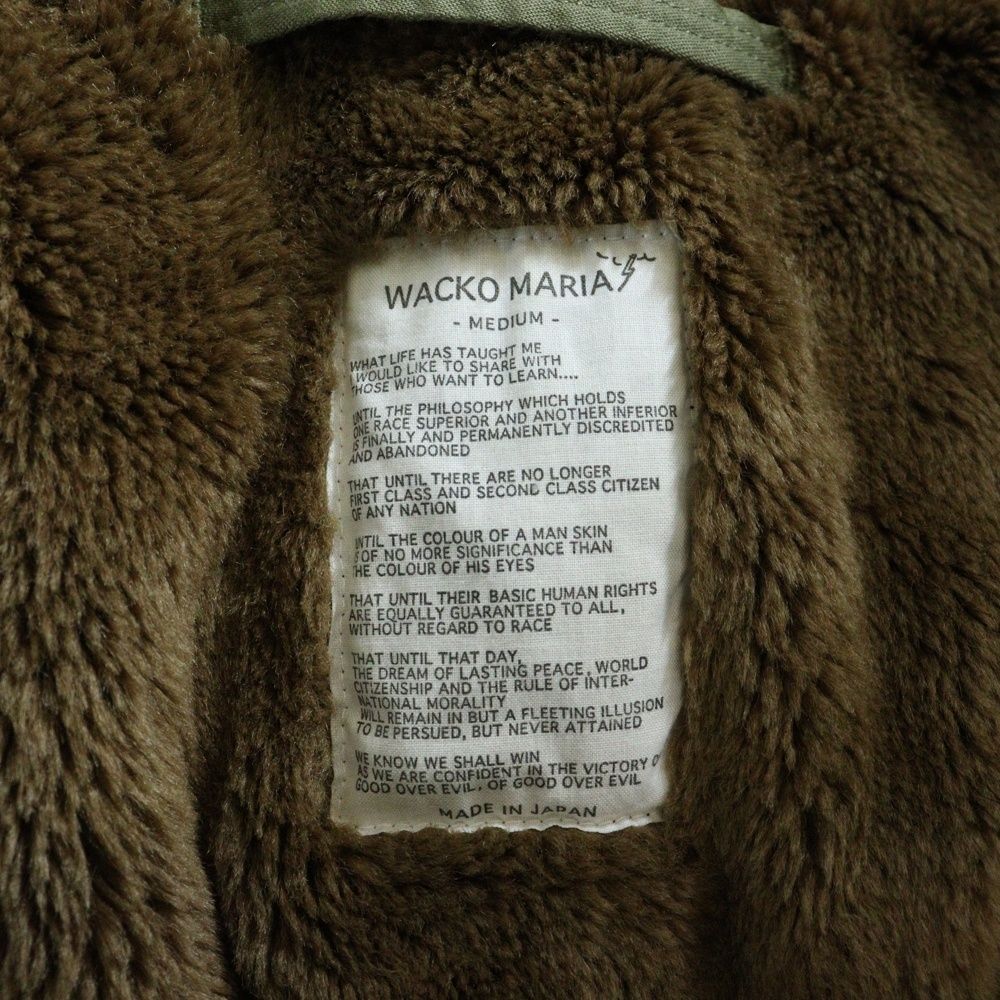 WACKO MARIA
- MEDIUM -
WHAT LIFE HAS TAUGHT ME
I WOULD LIKE TO SHARE WITH
THOSE WHO WANT TO LEARN....
UNTIL THE PHILOSOPHY WHICH HOLDS
ONE RACE SUPERIOR AND ANOTHER INFERIOR
IS FINALLY AND PERMANENTLY DISCREDITED
AND ABANDONED
THAT UNTIL THERE ARE NO LONGER
FIRST CLASS AND SECOND CLASS CITIZEN
OF ANY NATION
UNTIL THE COLOUR OF A MAN SKIN
IS OF NO MORE SIGNIFICANCE THAN
THE COLOUR OF HIS EYES
THAT UNTIL THEIR BASIC HUMAN RIGHTS
ARE EQUALLY GUARANTEED TO ALL,
WITHOUT REGARD TO RACE
THAT UNTIL THAT DAY,
THE DREAM OF LASTING PEACE, WORLD
CITIZENSHIP AND THE RULE OF INTER-
NATIONAL MORALITY
WILL REMAIN IN BUT A FLEETING ILLUSION
TO BE PERSUED, BUT NEVER ATTAINED
WE KNOW WE SHALL WIN
AS WE ARE CONFIDENT IN THE VICTORY OF
GOOD OVER EVIL, OF GOOD OVER EVIL
MADE IN JAPAN